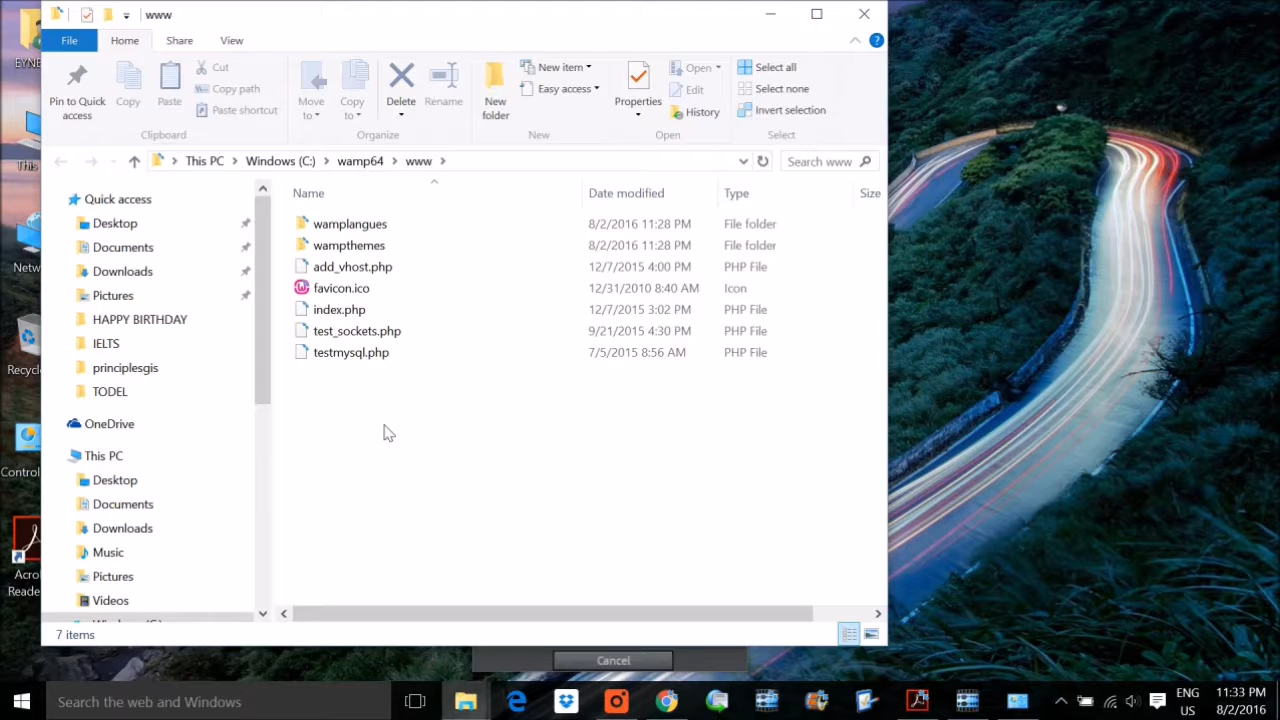 www
File Home Share View
Pin to Quick access
Copy
Paste
Cut
Copy path
Paste shortcut
Clipboard
Move to
Copy to
Delete
Rename
Organize
New folder
New item
Easy access
New
Properties
Open
Edit
History
Open
Select all
Select none
Invert selection
Select
This PC Windows (C:) wamp64 www
Search www
Name Date modified Type Size
wamplangues 8/2/2016 11:28 PM File folder
wampthemes 8/2/2016 11:28 PM File folder
add_vhost.php 12/7/2015 4:00 PM PHP File
favicon.ico 12/31/2010 8:40 AM Icon
index.php 12/7/2015 3:02 PM PHP File
test_sockets.php 9/21/2015 4:30 PM PHP File
testmysql.php 7/5/2015 8:56 AM PHP File
Quick access
Desktop
Documents
Downloads
Pictures
HAPPY BIRTHDAY
IELTS
principlesgis
TODEL
OneDrive
This PC
Desktop
Documents
Downloads
Music
Pictures
Videos
7 items
EYNE
This
Netw
Recycl
Control
Acro
Reade
Cancel
Search the web and Windows
ENG
US
11:33 PM
8/2/2016